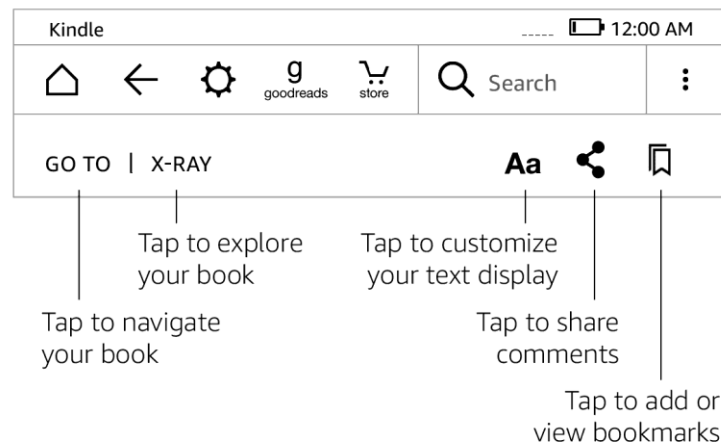 Kindle 12:00 AM
g
goodreads
store
Search
GO TO | X-RAY Aa
Tap to explore
your book
Tap to customize
your text display
Tap to navigate
your book
Tap to share
comments
Tap to add or
view bookmarks